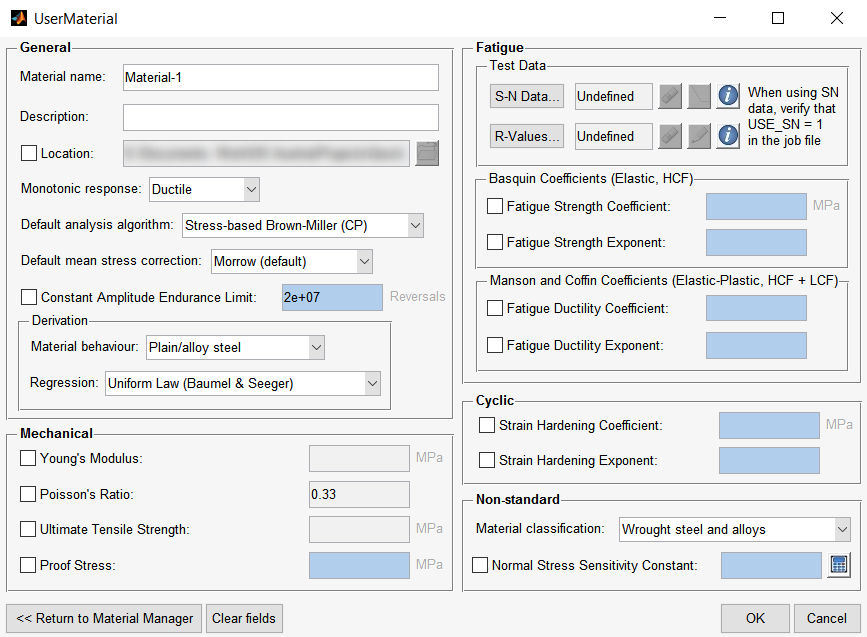 UserMaterial
General
Material name: Material-1
Description:
Location:
Monotonic response: Ductile
Default analysis algorithm: Stress-based Brown-Miller (CP)
Default mean stress correction: Morrow (default)
Constant Amplitude Endurance Limit: 2e+07 Reversals
Derivation
Material behaviour: Plain/alloy steel
Regression: Uniform Law (Baumel & Seeger)
Mechanical
Young's Modulus: MPa
Poisson's Ratio: 0.33
Ultimate Tensile Strength: MPa
Proof Stress: MPa
Fatigue
Test Data
S-N Data... Undefined
R-Values... Undefined
When using SN
data, verify that
USE_SN = 1
in the job file
Basquin Coefficients (Elastic, HCF)
Fatigue Strength Coefficient: MPa
Fatigue Strength Exponent:
Manson and Coffin Coefficients (Elastic-Plastic, HCF + LCF)
Fatigue Ductility Coefficient:
Fatigue Ductility Exponent:
Cyclic
Strain Hardening Coefficient: MPa
Strain Hardening Exponent:
Non-standard
Material classification: Wrought steel and alloys
Normal Stress Sensitivity Constant:
<< Return to Material Manager Clear fields OK Cancel